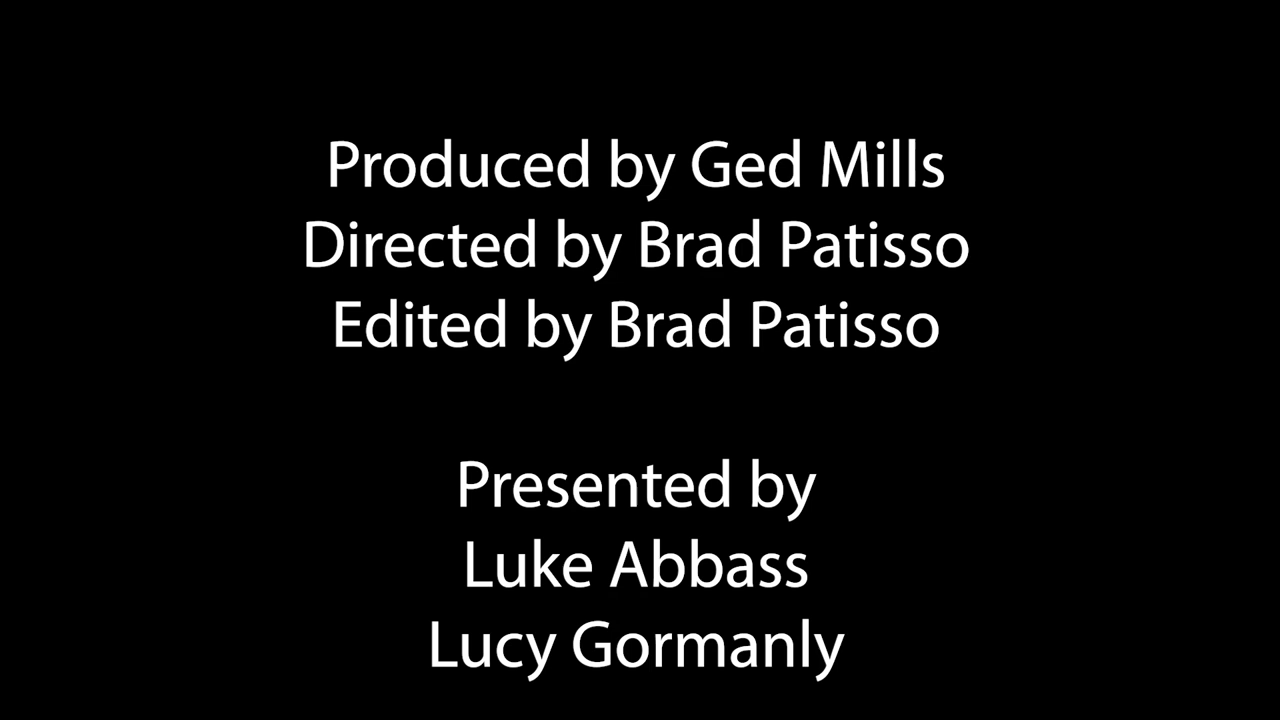 Produced by Ged Mills
Directed by Brad Patisso
Edited by Brad Patisso
Presented by
Luke Abbass
Lucy Gormanly